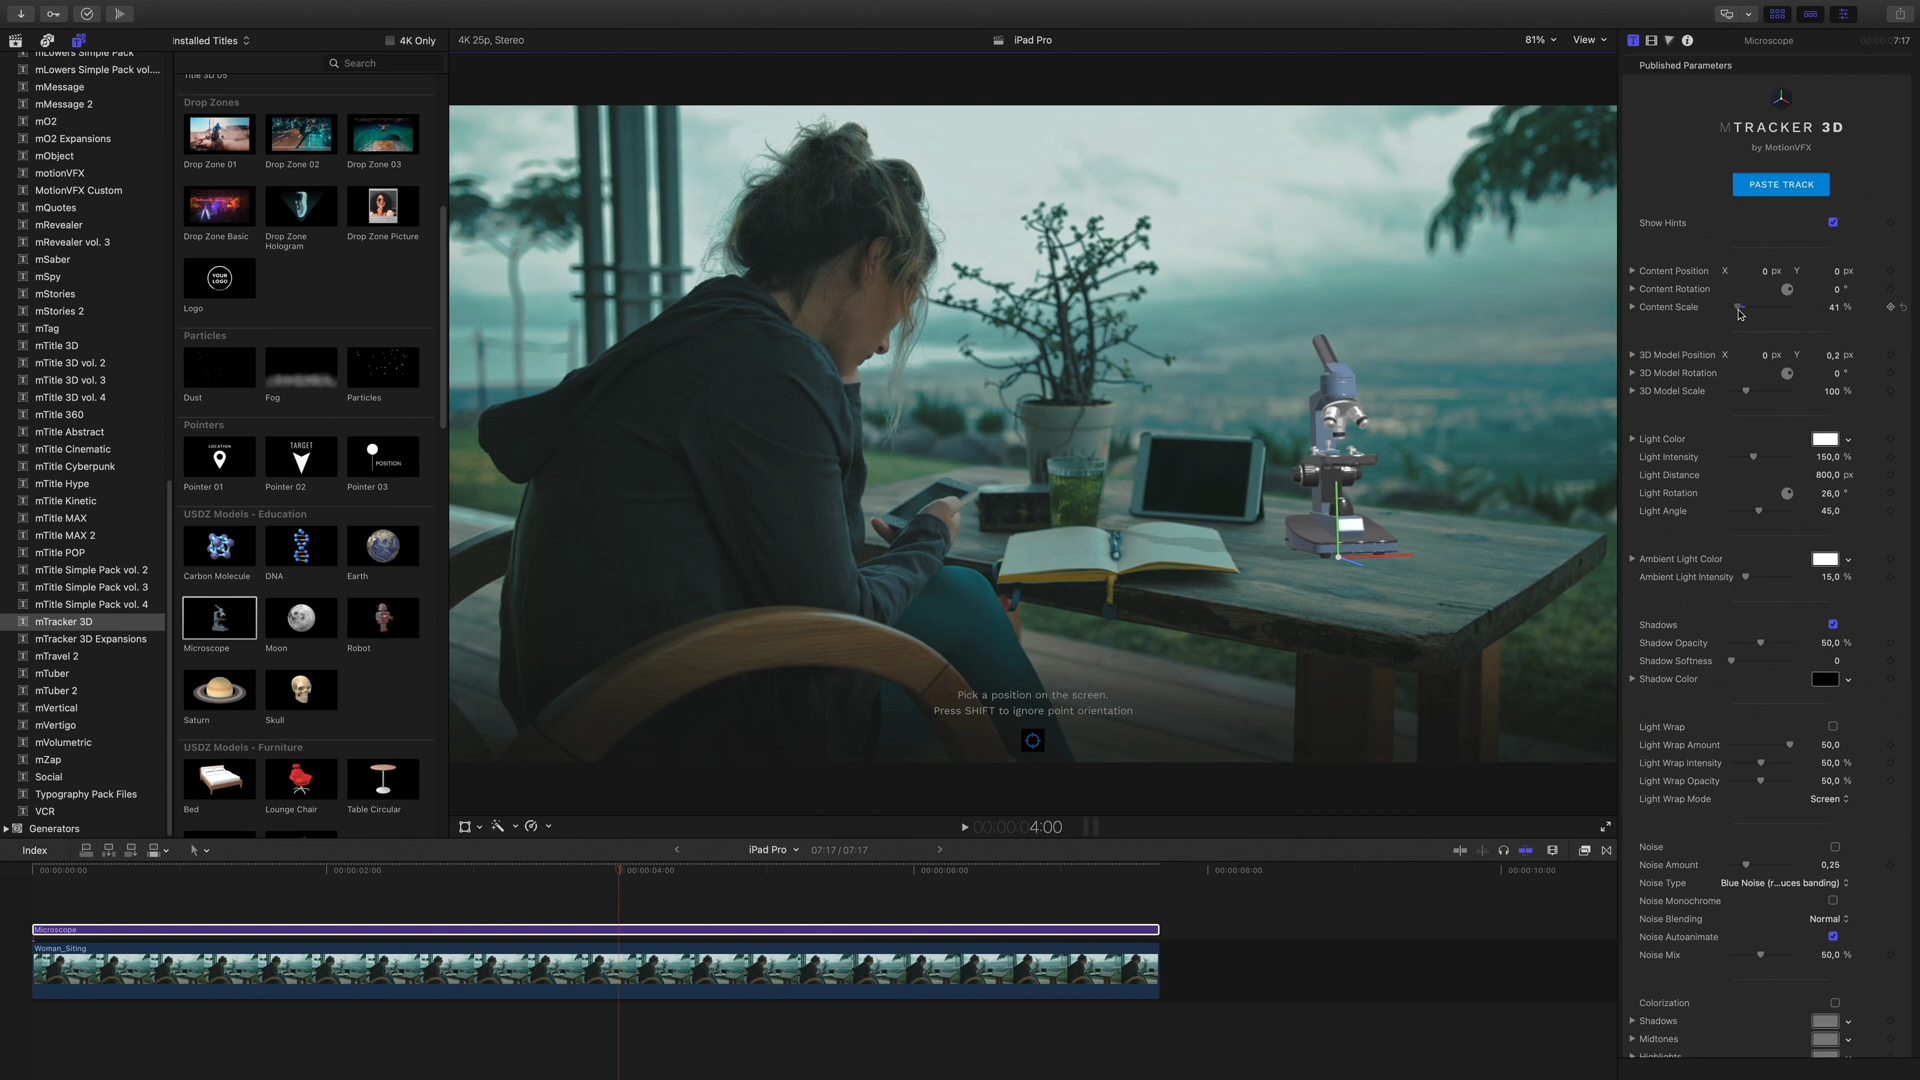 Installed Titles
4K Only
4K 25p, Stereo
iPad Pro
81%
View
Microscope
00:00:07:17
mLowers Simple Pack
mLowers Simple Pack vol....
mMessage
mMessage 2
mO2
mO2 Expansions
mObject
motionVFX
MotionVFX Custom
mQuotes
mRevealer
mRevealer vol. 3
mSaber
mSpy
mStories
mStories 2
mTag
mTitle 3D
mTitle 3D vol. 2
mTitle 3D vol. 3
mTitle 3D vol. 4
mTitle 360
mTitle Abstract
mTitle Cinematic
mTitle Cyberpunk
mTitle Hype
mTitle Kinetic
mTitle MAX
mTitle MAX 2
mTitle POP
mTitle Simple Pack vol. 2
mTitle Simple Pack vol. 3
mTitle Simple Pack vol. 4
mTracker 3D
mTracker 3D Expansions
mTravel 2
mTuber
mTuber 2
mVertical
mVertigo
mVolumetric
mZap
Social
Typography Pack Files
VCR
Generators
Search
Title 3D 05
Drop Zones
Drop Zone 01
Drop Zone 02
Drop Zone 03
Drop Zone Basic
Drop Zone Hologram
Drop Zone Picture
YOUR LOGO
Logo
Particles
Dust
Fog
Particles
Pointers
LOCATION
TARGET
POSITION
Pointer 01
Pointer 02
Pointer 03
USDZ Models - Education
Carbon Molecule
DNA
Earth
Microscope
Moon
Robot
Saturn
Skull
USDZ Models - Furniture
Bed
Lounge Chair
Table Circular
Pick a position on the screen.
Press SHIFT to ignore point orientation
00:00:04:00
Published Parameters
MTRACKER 3D
by MotionVFX
PASTE TRACK
Show Hints
Content Position X 0 px Y 0 px
Content Rotation 0 °
Content Scale 41 %
3D Model Position X 0 px Y 0,2 px
3D Model Rotation 0 °
3D Model Scale 100 %
Light Color
Light Intensity 150,0 %
Light Distance 800,0 px
Light Rotation 26,0 °
Light Angle 45,0
Ambient Light Color
Ambient Light Intensity 15,0 %
Shadows
Shadow Opacity 50,0 %
Shadow Softness 0
Shadow Color
Light Wrap
Light Wrap Amount 50,0
Light Wrap Intensity 50,0 %
Light Wrap Opacity 50,0 %
Light Wrap Mode Screen
Noise
Noise Amount 0,25
Noise Type Blue Noise (r...uces banding)
Noise Monochrome
Noise Blending Normal
Noise Autoanimate
Noise Mix 50,0 %
Colorization
Shadows
Midtones
Highlights
Index
iPad Pro
07:17 / 07:17
00:00:00:00
00:00:02:00
00:00:04:00
00:00:06:00
00:00:08:00
00:00:10:00
Microscope
Woman_Siting